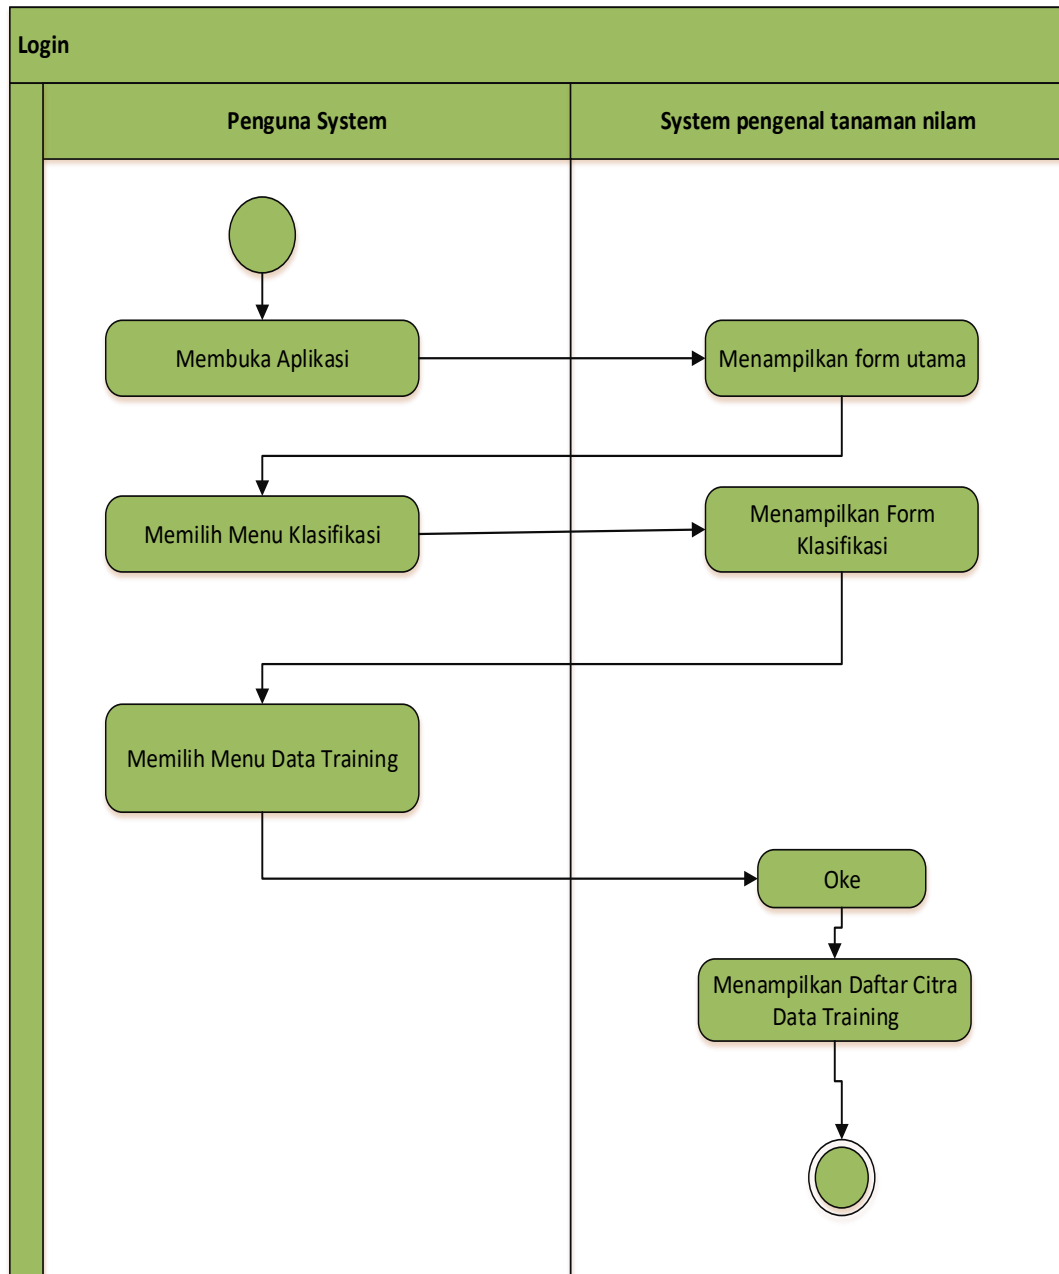 Login
Penguna System
System pengenal tanaman nilam
Membuka Aplikasi
Menampilkan form utama
Memilih Menu Klasifikasi
Menampilkan Form
Klasifikasi
Memilih Menu Data Training
Oke
Menampilkan Daftar Citra
Data Training